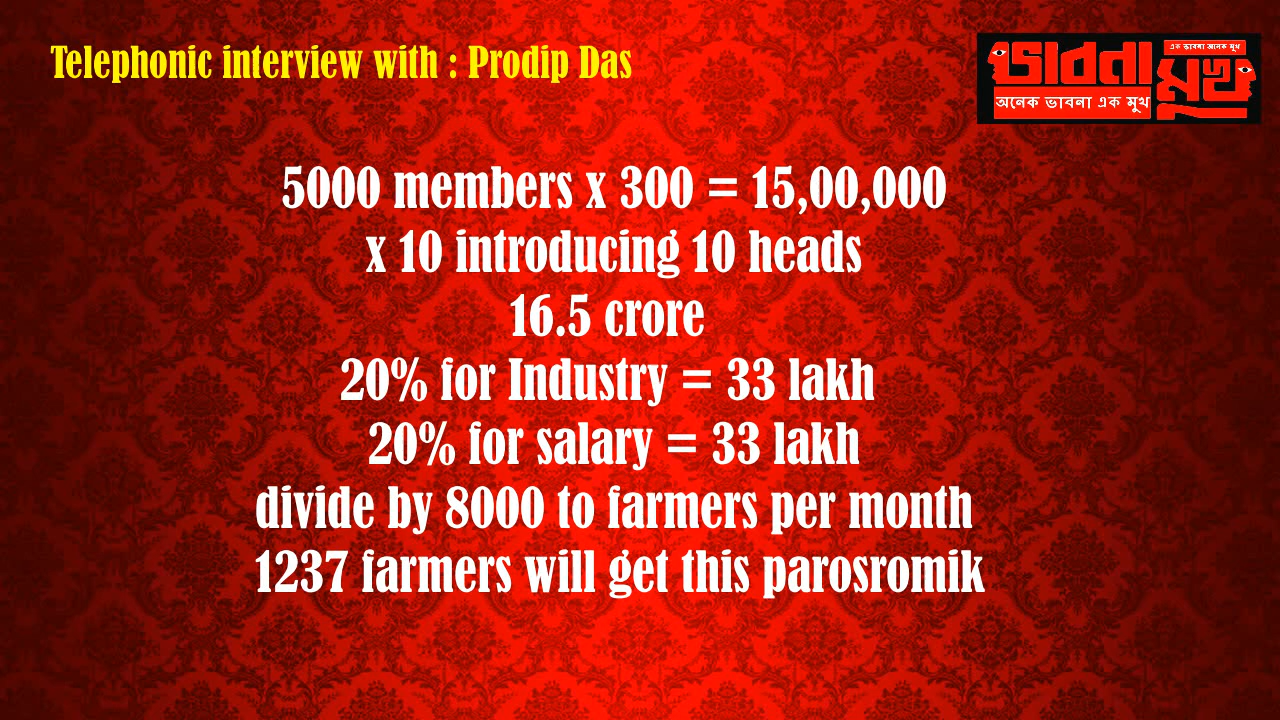 Telephonic interview with : Prodip Das
ভাবনা মুখ
এক ভাবনা অনেক মুখ
অনেক ভাবনা এক মুখ
5000 members x 300 = 15,00,000
x 10 introducing 10 heads
16.5 crore
20% for Industry = 33 lakh
20% for salary = 33 lakh
divide by 8000 to farmers per month
1237 farmers will get this parosromik